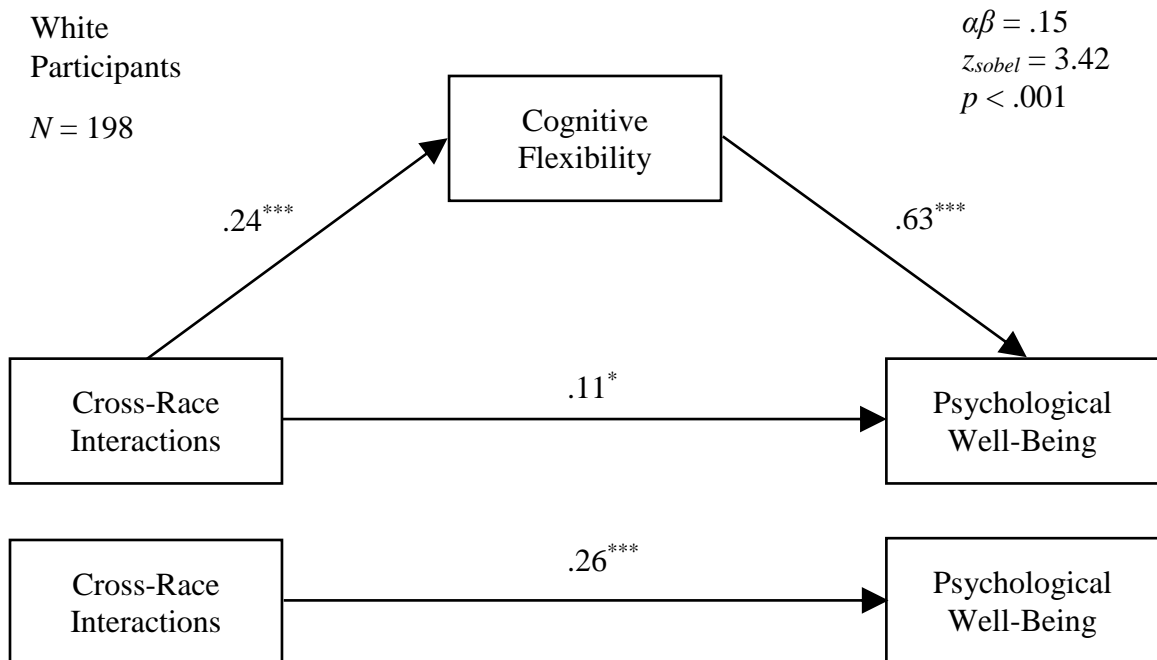 White
Participants
N = 198
αβ = .15
zsobel = 3.42
p < .001
Cognitive
Flexibility
.24***
.63***
Cross-Race
Interactions
.11*
Psychological
Well-Being
Cross-Race
Interactions
.26***
Psychological
Well-Being